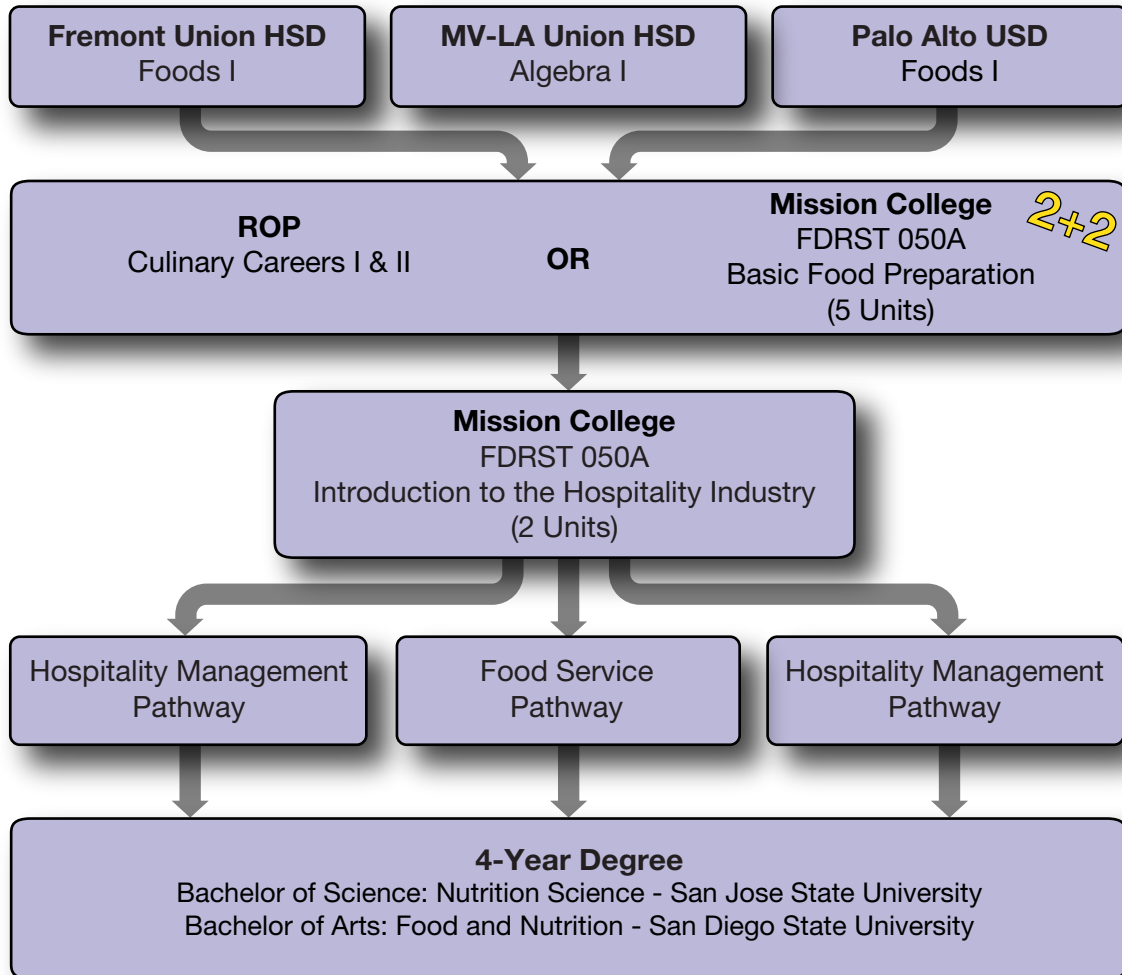 Fremont Union HSD
Foods I
MV-LA Union HSD
Algebra I
Palo Alto USD
Foods I
ROP
Culinary Careers I & II
OR
Mission College
FDRST 050A
Basic Food Preparation
(5 Units)
2+2
Mission College
FDRST 050A
Introduction to the Hospitality Industry
(2 Units)
Hospitality Management
Pathway
Food Service
Pathway
Hospitality Management
Pathway
4-Year Degree
Bachelor of Science: Nutrition Science - San Jose State University
Bachelor of Arts: Food and Nutrition - San Diego State University